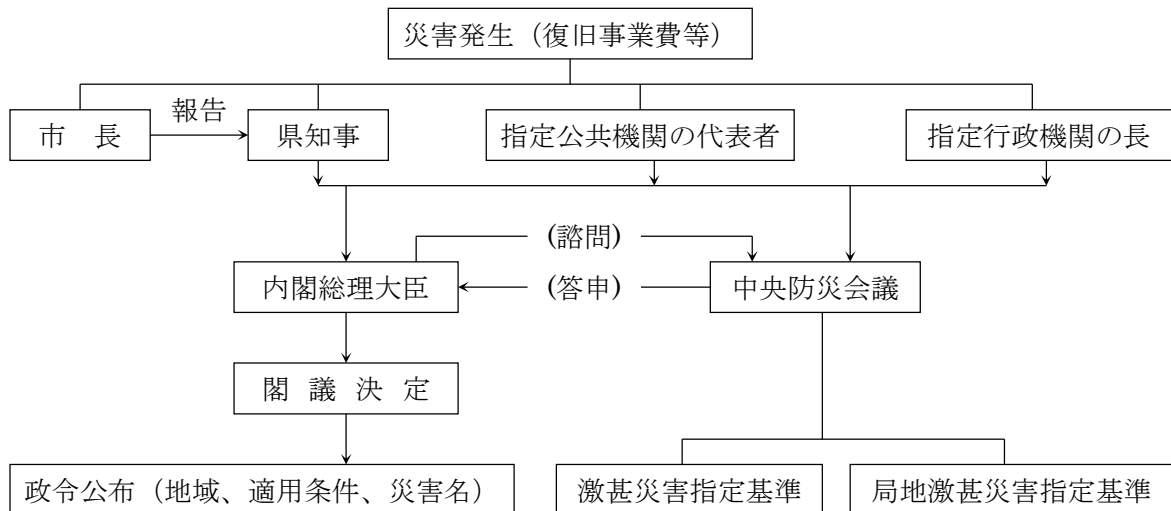 災害発生（復旧事業費等）
報告
市　長
県知事
指定公共機関の代表者
指定行政機関の長
(諮問)
内閣総理大臣
(答申)
中央防災会議
閣 議 決 定
政令公布（地域、適用条件、災害名）
激甚災害指定基準
局地激甚災害指定基準